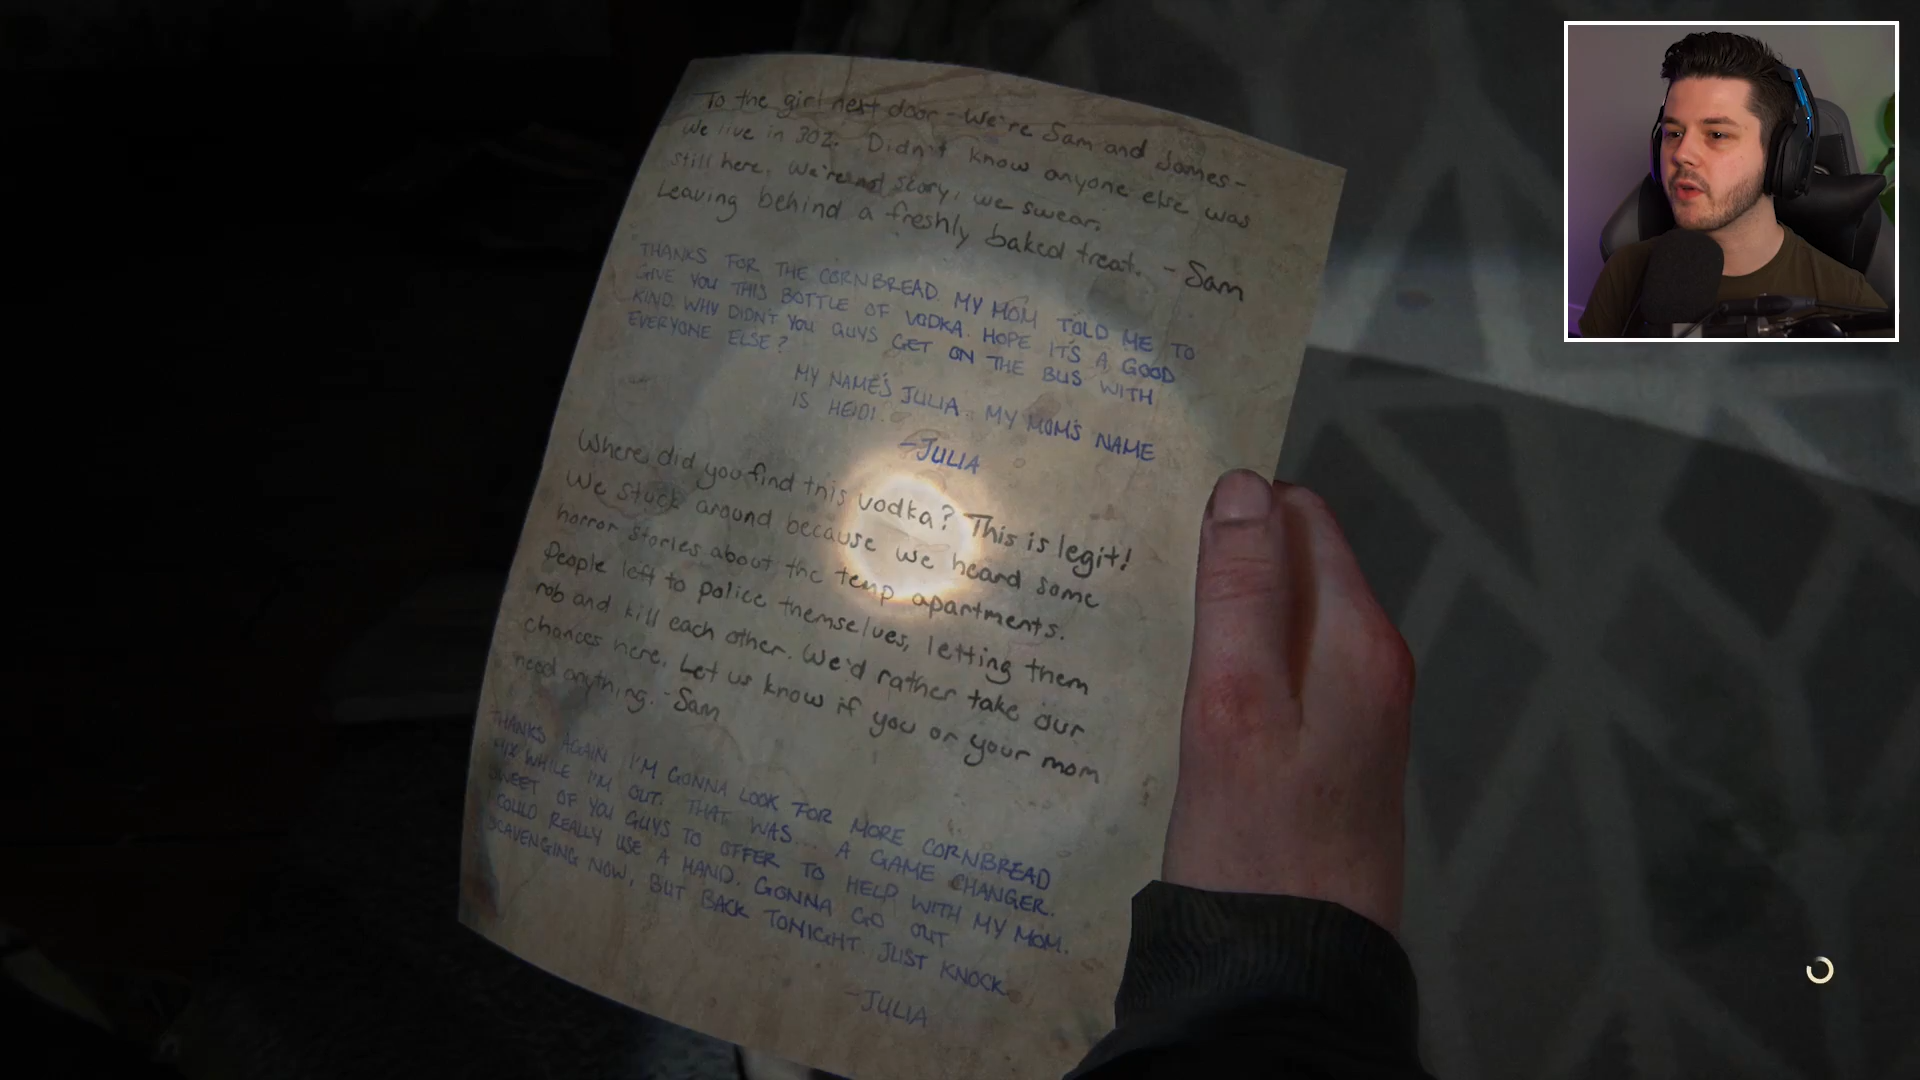 To the girl next door - We're Sam and James-
We live in 302. Didn't know anyone else was
still here. We're not scary, we swear.
Leaving behind a freshly baked treat. - Sam
THANKS FOR THE CORNBREAD. MY MOM TOLD ME TO
GIVE YOU THIS BOTTLE OF VODKA. HOPE IT'S A GOOD
KIND. WHY DIDN'T YOU GUYS GET ON THE BUS WITH
EVERYONE ELSE?
MY NAME'S JULIA. MY MOM'S NAME
IS HEIDI.
-JULIA
Where did you find this vodka? This is legit!
We stuck around because we heard some
horror stories about the temp apartments.
People left to police themselves, letting them
rob and kill each other. We'd rather take our
chances here. Let us know if you or your mom
need anything. - Sam
THANKS AGAIN. I'M GONNA LOOK FOR MORE CORNBREAD
MIX WHILE I'M OUT. THAT WAS... A GAME CHANGER.
SWEET OF YOU GUYS TO OFFER TO HELP WITH MY MOM.
COULD REALLY USE A HAND. GONNA GO OUT
SCAVENGING NOW, BUT BACK TONIGHT. JUST KNOCK.
-JULIA